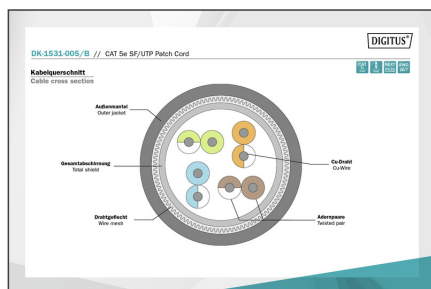 DIGITUS®
DK-1531-005/B // CAT 5e SF/UTP Patch Cord
Kabelquerschnitt
Cable cross section
Außenmantel
Outer jacket
Gesamtabschirmung
Total shield
Cu-Draht
Cu-Wire
Drahtgeflecht
Wire mesh
Adernpaare
Twisted pair